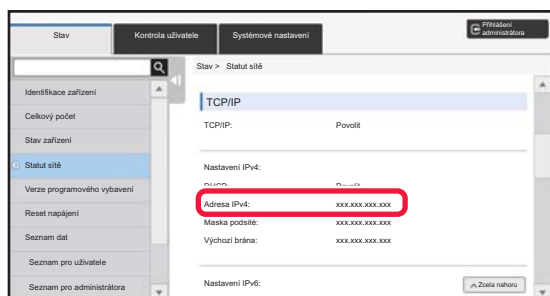 Stav
Kontrola uživatele
Systémové nastavení
Přihlášení
administrátora
Stav > Statut sítě
Identifikace zařízení
Celkový počet
Stav zařízení
Statut sítě
Verze programového vybavení
Reset napájení
Seznam dat
Seznam pro uživatele
Seznam pro administrátora
TCP/IP
TCP/IP: Povolit
Nastavení IPv4:
DHCP: Povolit
Adresa IPv4: xxx.xxx.xxx.xxx
Maska podsítě: xxx.xxx.xxx.xxx
Výchozí brána: xxx.xxx.xxx.xxx
Nastavení IPv6:
Zcela nahoru